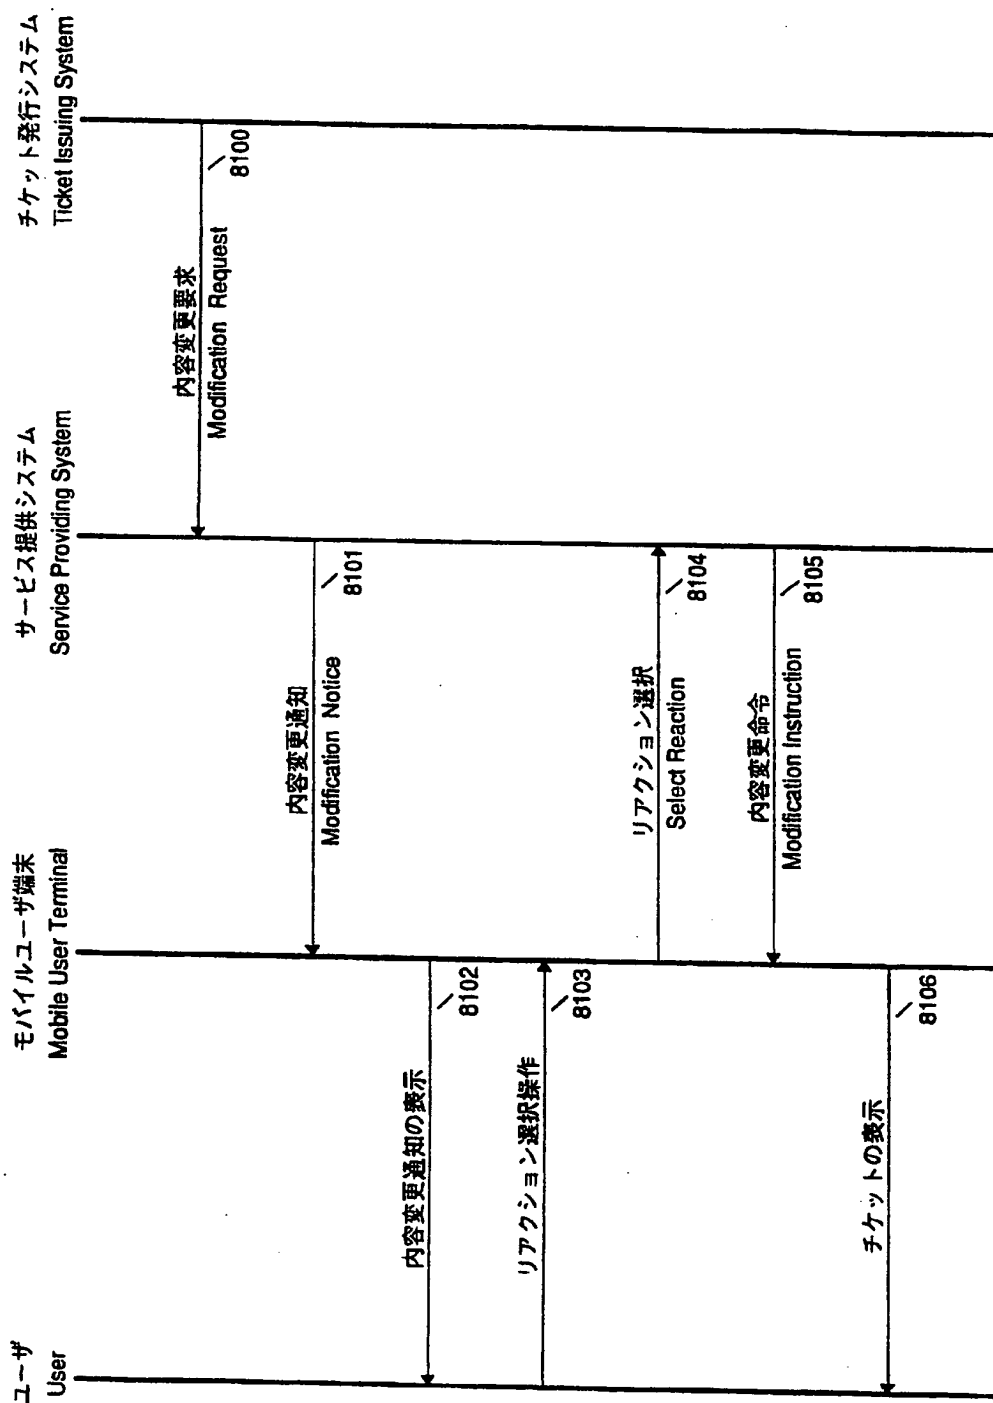 ユーザ
User
モバイルユーザ端末
Mobile User Terminal
サービス提供システム
Service Providing System
チケット発行システム
Ticket Issuing System
内容変更要求
Modification Request
8100
内容変更通知
Modification Notice
8101
内容変更通知の表示
8102
リアクション選択操作
8103
リアクション選択
Select Reaction
8104
内容変更命令
Modification Instruction
8105
チケットの表示
8106